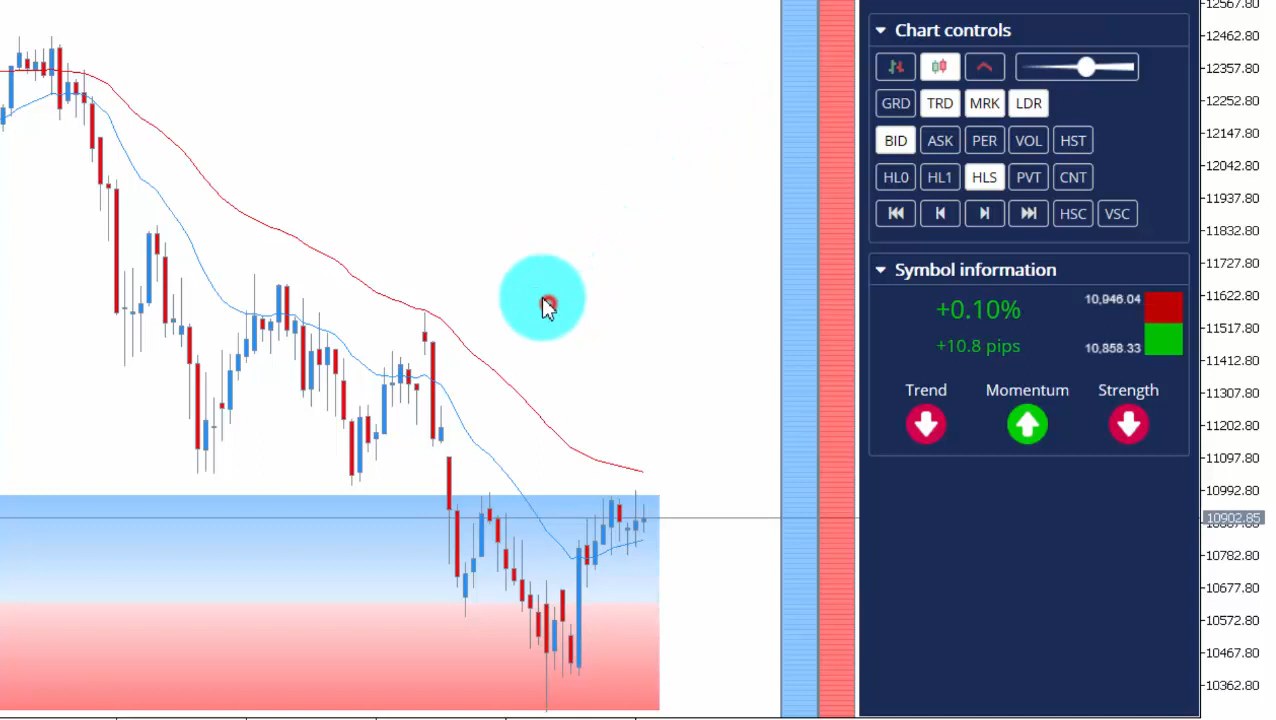 Chart controls
GRD TRD MRK LDR
BID ASK PER VOL HST
HL0 HL1 HLS PVT CNT
HSC VSC
Symbol information
+0.10% 10,946.04
+10.8 pips 10,858.33
Trend Momentum Strength
12567.80
12462.80
12357.80
12252.80
12147.80
12042.80
11937.80
11832.80
11727.80
11622.80
11517.80
11412.80
11307.80
11202.80
11097.80
10992.80
10902.85
10782.80
10677.80
10572.80
10467.80
10362.80